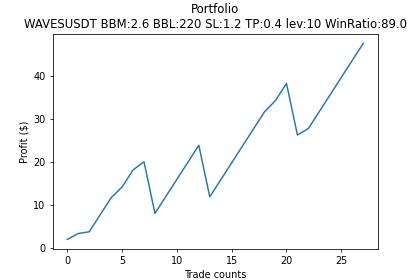 Portfolio
WAVESUSDT BBM:2.6 BBL:220 SL:1.2 TP:0.4 lev:10 WinRatio:89.0
Profit ($)
40
30
20
10
0
0 5 10 15 20 25
Trade counts